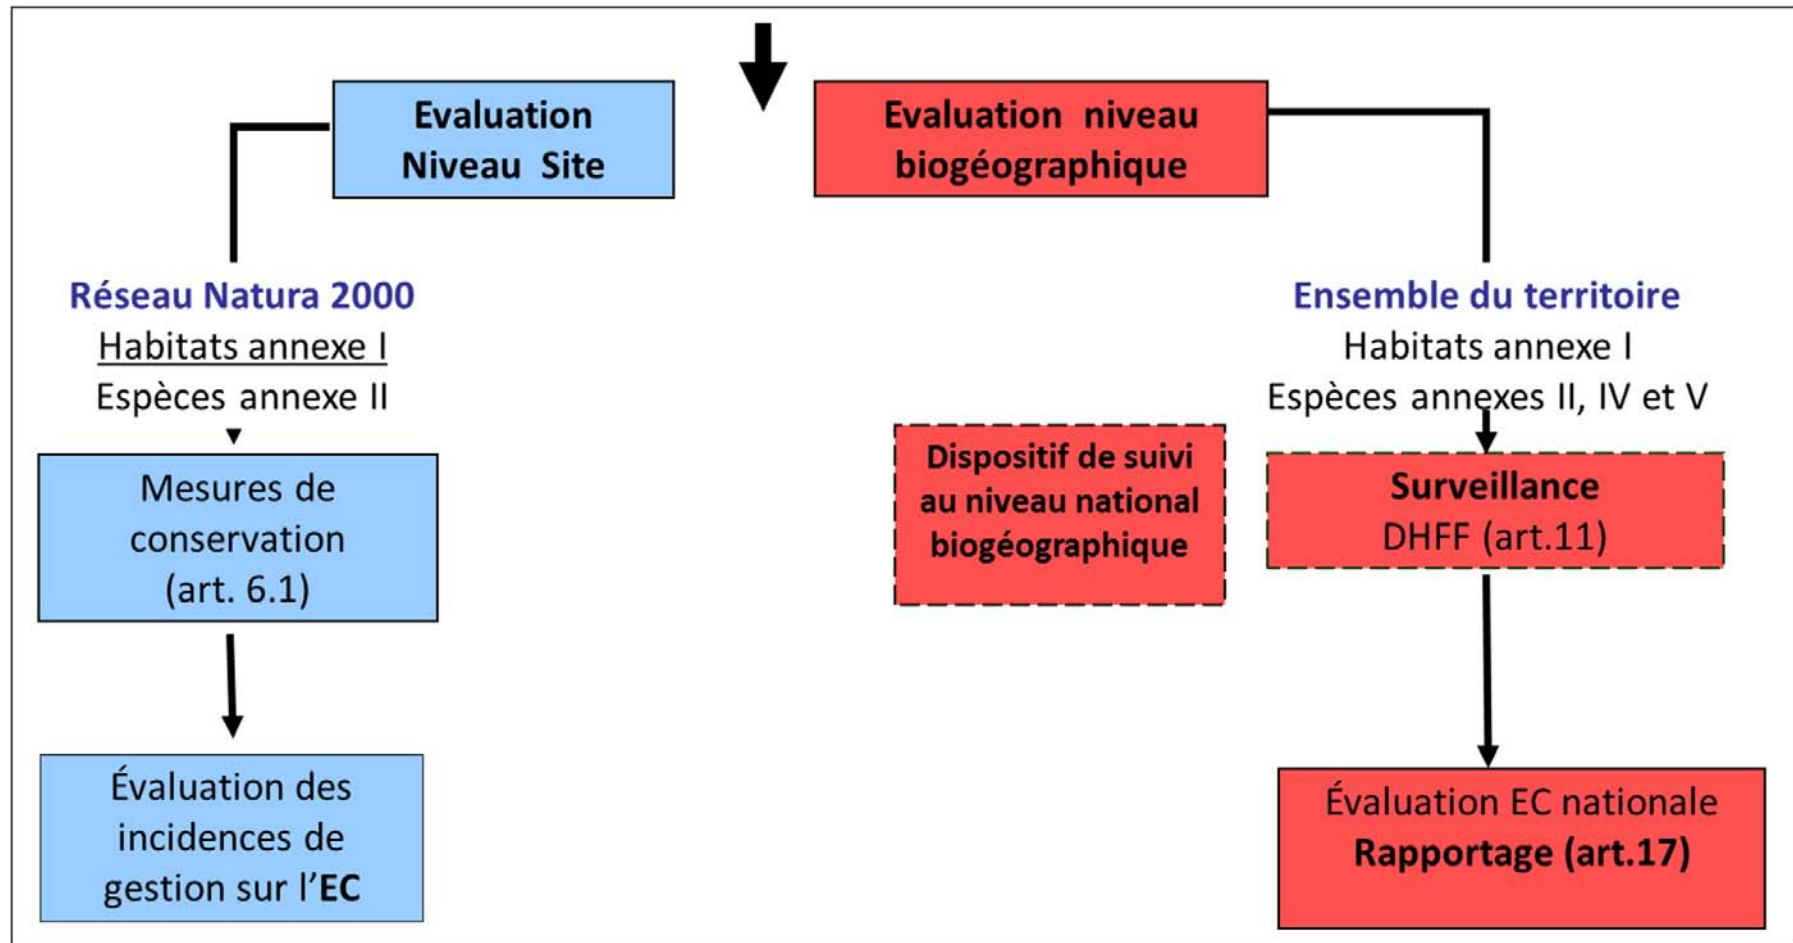 Evaluation
Niveau Site
Evaluation niveau
biogéographique
Réseau Natura 2000
Habitats annexe I
Espèces annexe II
Ensemble du territoire
Habitats annexe I
Espèces annexes II, IV et V
Mesures de
conservation
(art. 6.1)
Dispositif de suivi
au niveau national
biogéographique
Surveillance
DHFF (art.11)
Évaluation des
incidences de
gestion sur l'EC
Évaluation EC nationale
Rapportage (art.17)